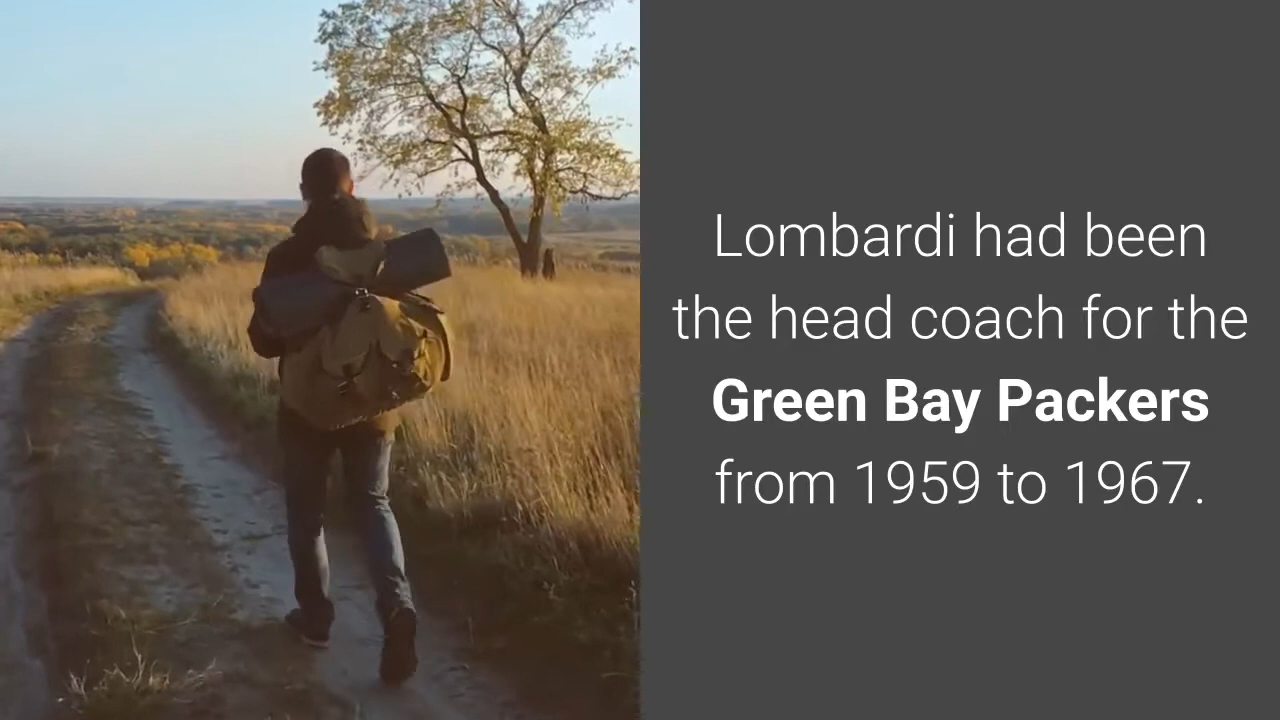 Lombardi had been
the head coach for the
Green Bay Packers
from 1959 to 1967.